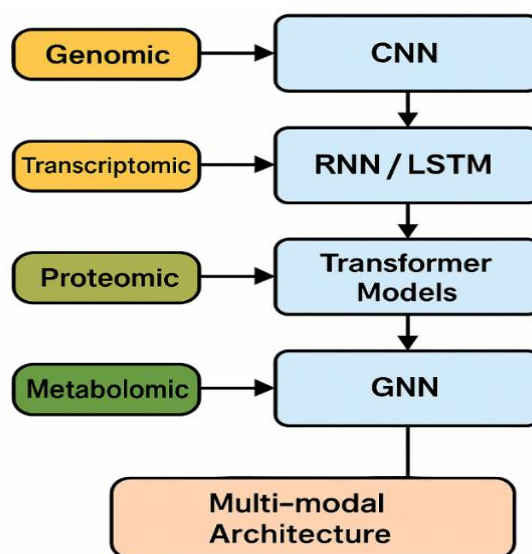 Genomic
CNN
Transcriptomic
RNN / LSTM
Proteomic
Transformer
Models
Metabolomic
GNN
Multi-modal
Architecture